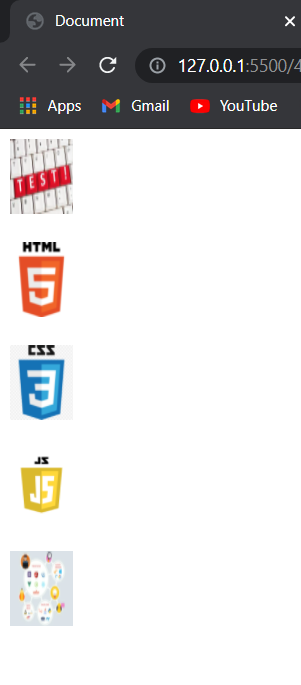 Document
127.0.0.1:5500/4
Apps Gmail YouTube
TEST!
HTML
5
CSS
3
JS
JS